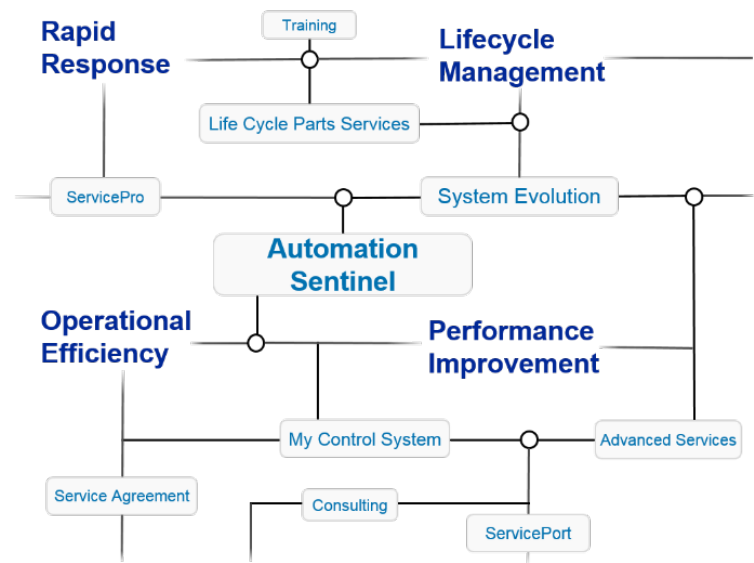 Training
Rapid
Response
Lifecycle
Management
Life Cycle Parts Services
ServicePro
System Evolution
Automation
Sentinel
Operational
Efficiency
Performance
Improvement
My Control System
Advanced Services
Service Agreement
Consulting
ServicePort